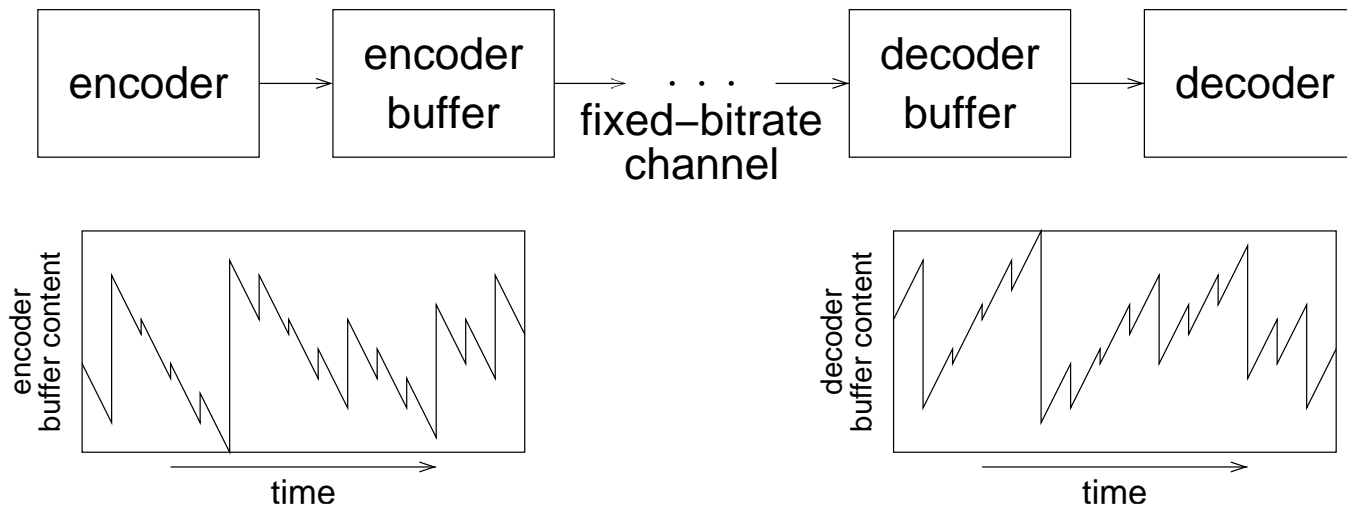 encoder
encoder
buffer
. . .
fixed–bitrate
channel
decoder
buffer
decoder
encoder
buffer content
time
decoder
buffer content
time